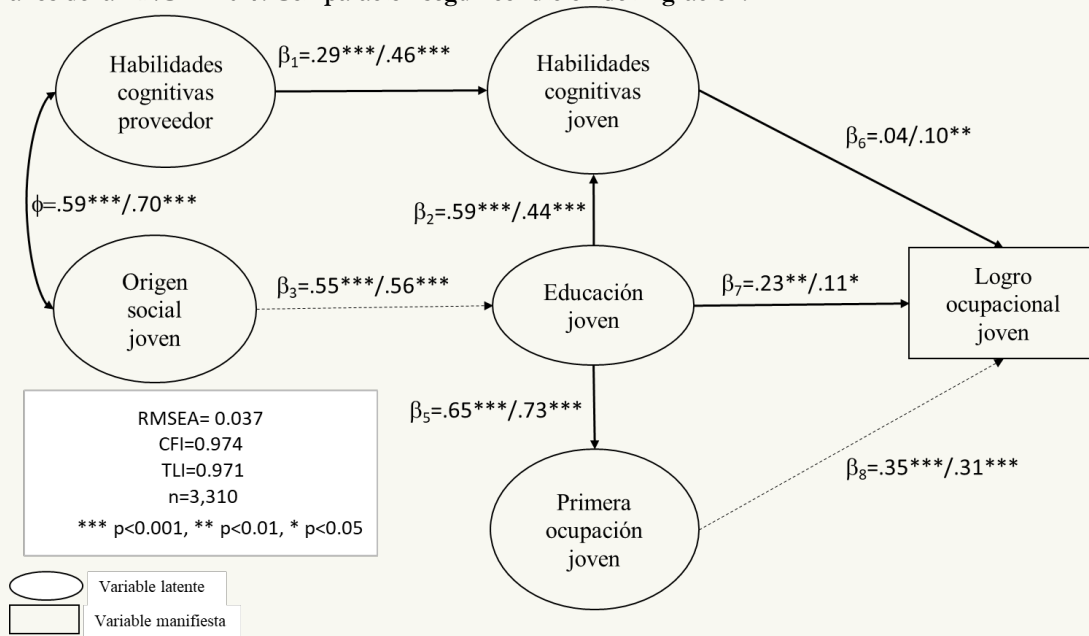 Habilidades
cognitivas
proveedor
β1=.29***/.46***
Habilidades
cognitivas
joven
β6=.04/.10**
ϕ=.59***/.70***
β2=.59***/.44***
Origen
social
joven
β3=.55***/.56***
Educación
joven
β7=.23**/.11*
Logro
ocupacional
joven
RMSEA= 0.037
CFI=0.974
TLI=0.971
n=3,310
*** p<0.001, ** p<0.01, * p<0.05
β5=.65***/.73***
β8=.35***/.31***
Primera
ocupación
joven
Variable latente
Variable manifiesta